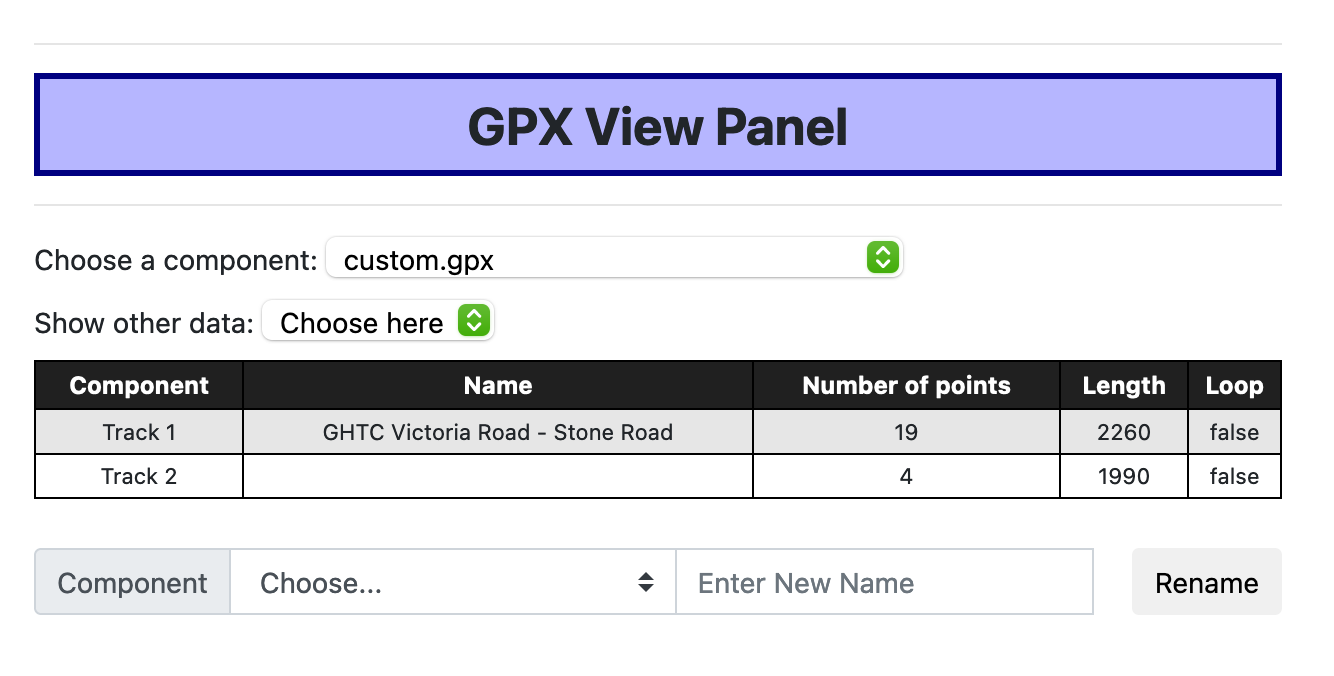 GPX View Panel
Choose a component: custom.gpx
Show other data: Choose here
Component Name Number of points Length Loop
Track 1 GHTC Victoria Road - Stone Road 19 2260 false
Track 2 4 1990 false
Component Choose... Enter New Name Rename